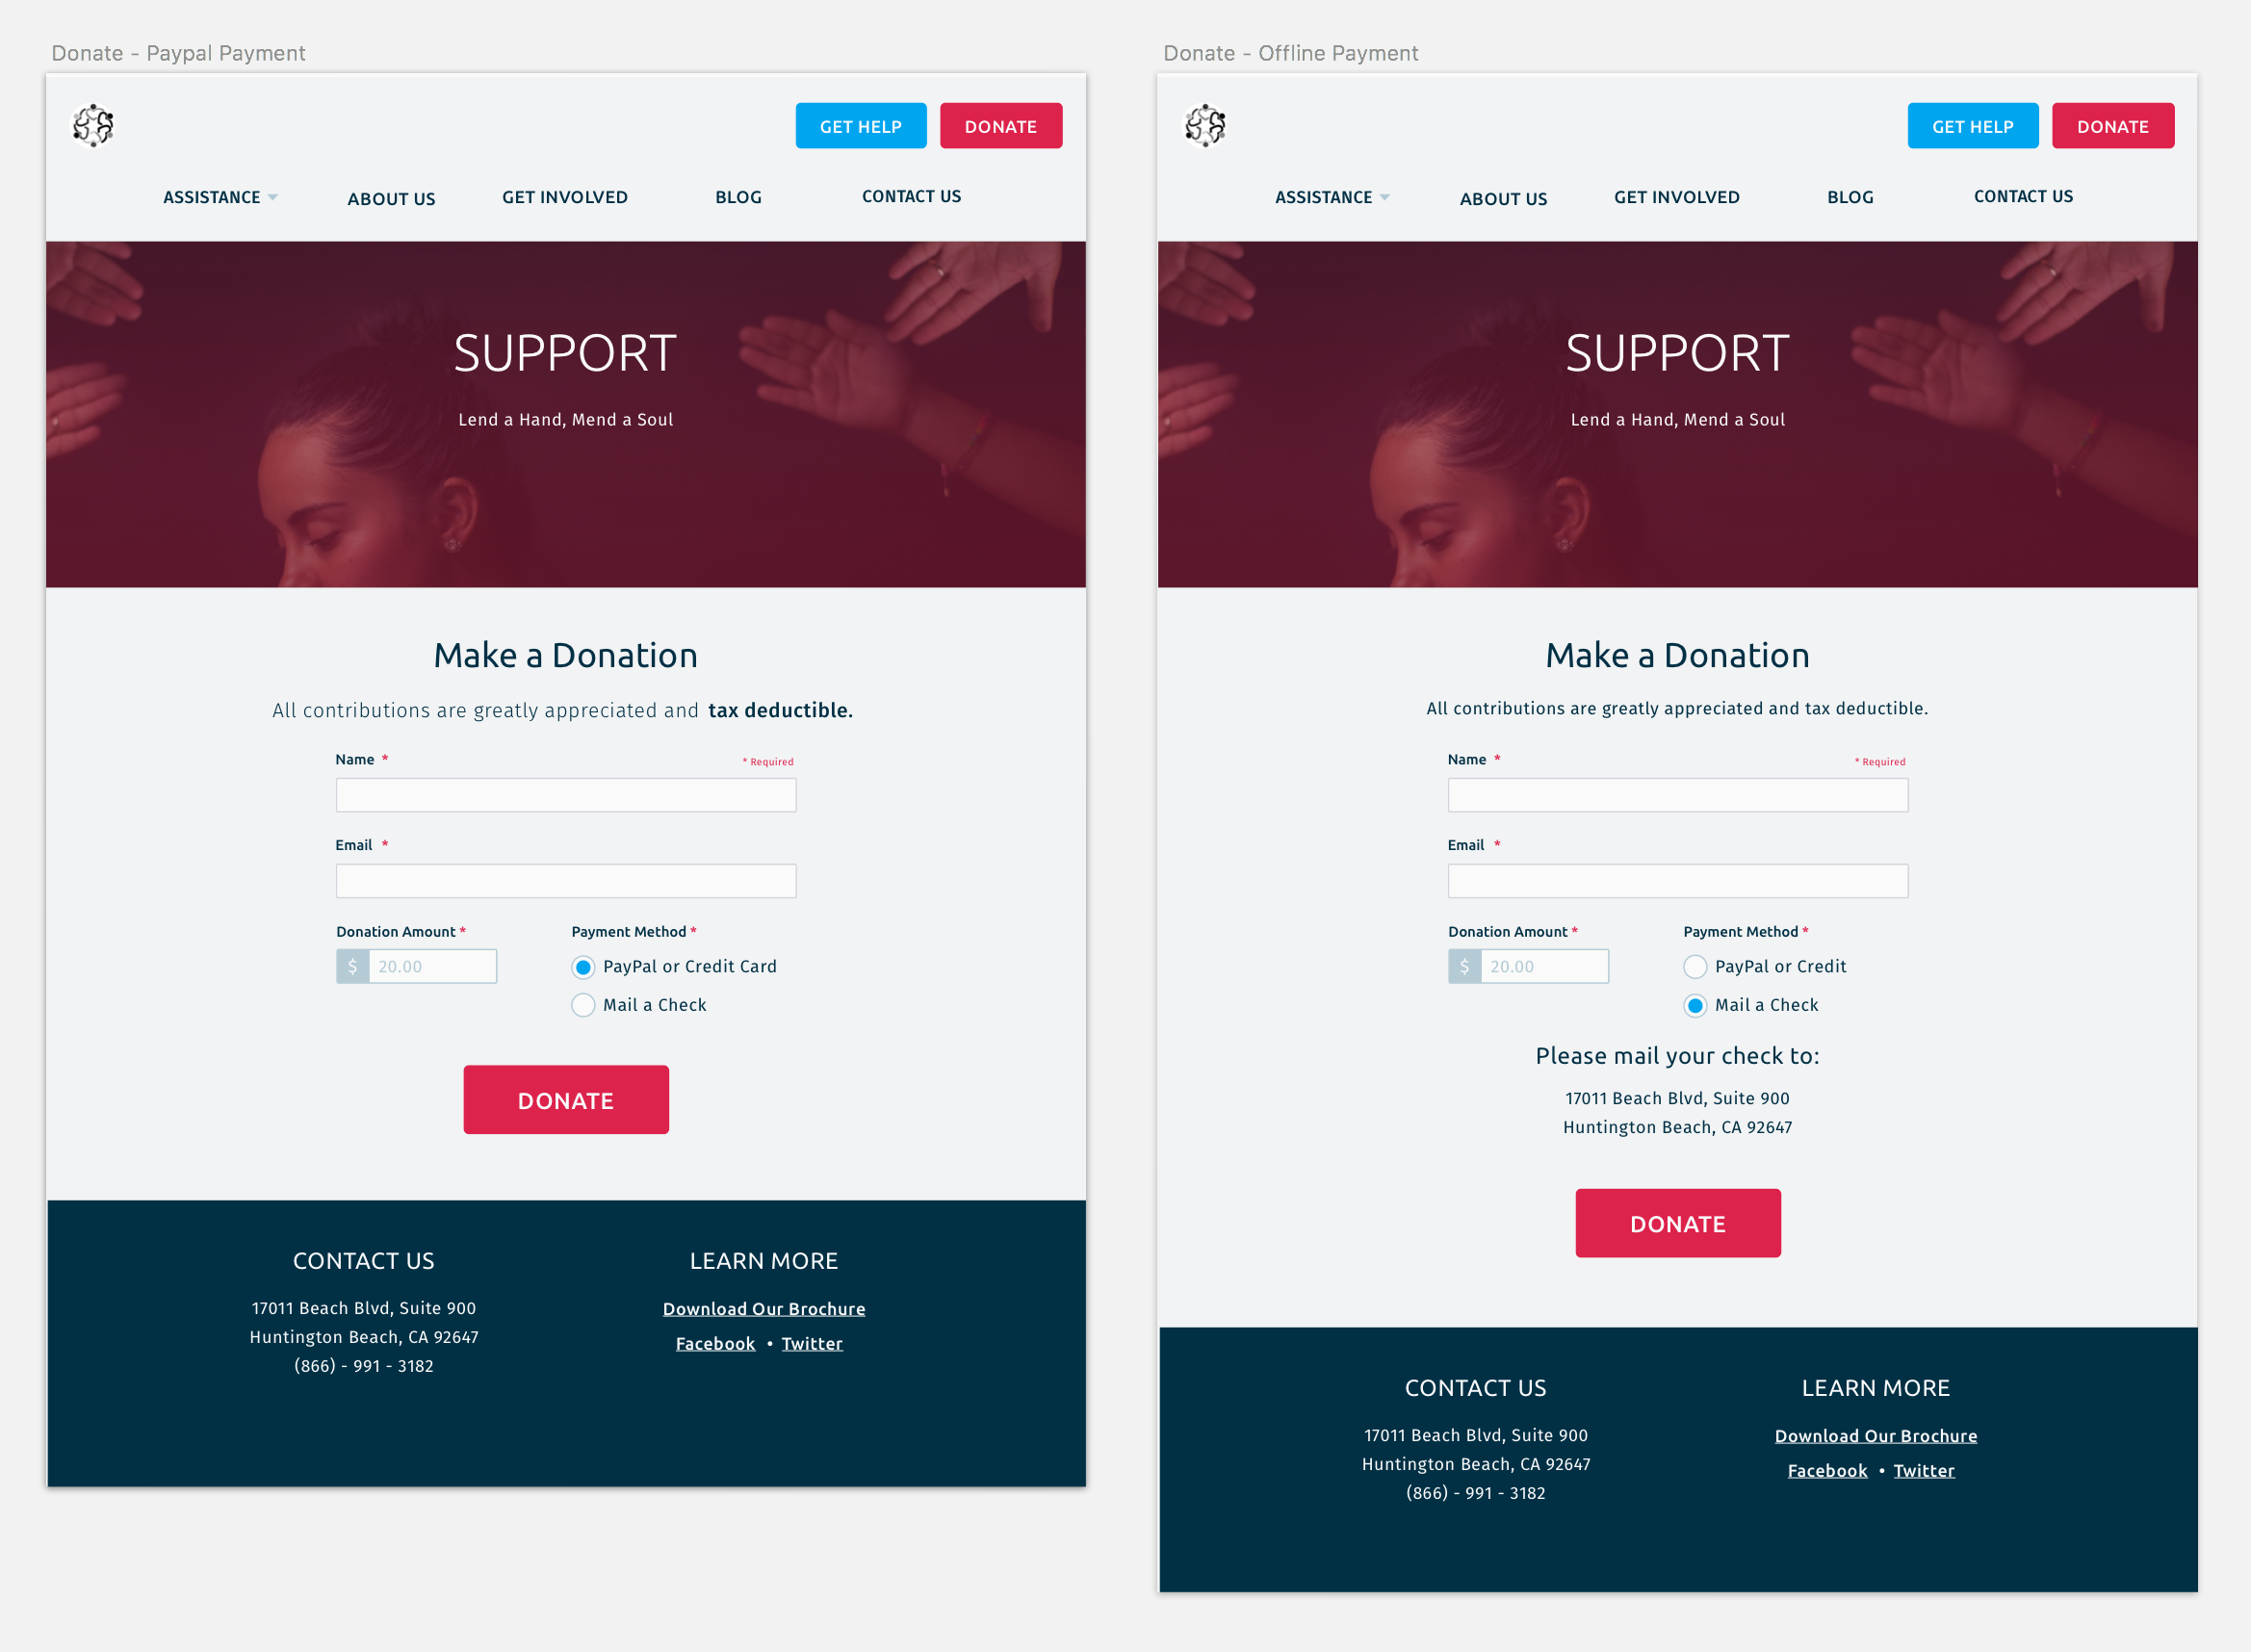 Donate - Paypal Payment
GET HELP
DONATE
ASSISTANCE
ABOUT US
GET INVOLVED
BLOG
CONTACT US
SUPPORT
Lend a Hand, Mend a Soul
Make a Donation
All contributions are greatly appreciated and tax deductible.
Name *
* Required
Email *
Donation Amount *
Payment Method *
$ 20.00
PayPal or Credit Card
Mail a Check
DONATE
CONTACT US
17011 Beach Blvd, Suite 900
Huntington Beach, CA 92647
(866) - 991 - 3182
LEARN MORE
Download Our Brochure
Facebook • Twitter
Donate - Offline Payment
GET HELP
DONATE
ASSISTANCE
ABOUT US
GET INVOLVED
BLOG
CONTACT US
SUPPORT
Lend a Hand, Mend a Soul
Make a Donation
All contributions are greatly appreciated and tax deductible.
Name *
* Required
Email *
Donation Amount *
Payment Method *
$ 20.00
PayPal or Credit
Mail a Check
Please mail your check to:
17011 Beach Blvd, Suite 900
Huntington Beach, CA 92647
DONATE
CONTACT US
17011 Beach Blvd, Suite 900
Huntington Beach, CA 92647
(866) - 991 - 3182
LEARN MORE
Download Our Brochure
Facebook • Twitter